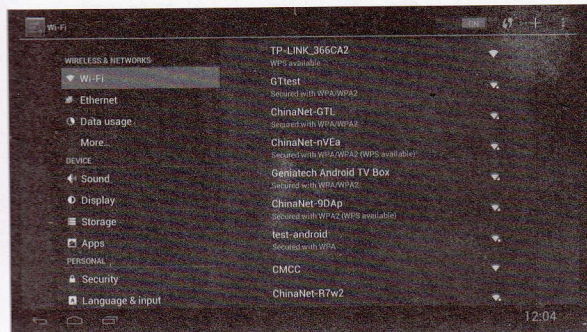 Wi-Fi
ON
WIRELESS & NETWORKS
Wi-Fi
Ethernet
Data usage
More...
DEVICE
Sound
Display
Storage
Apps
PERSONAL
Security
Language & input
TP-LINK_366CA2
WPS available
GTtest
Secured with WPA/WPA2
ChinaNet-GTL
Secured with WPA/WPA2
ChinaNet-nVEa
Secured with WPA/WPA2 (WPS available)
Geniatech Android TV Box
Secured with WPA/WPA2
ChinaNet-9DAp
Secured with WPA2 (WPS available)
test-android
Secured with WPA
CMCC
ChinaNet-R7w2
12:04